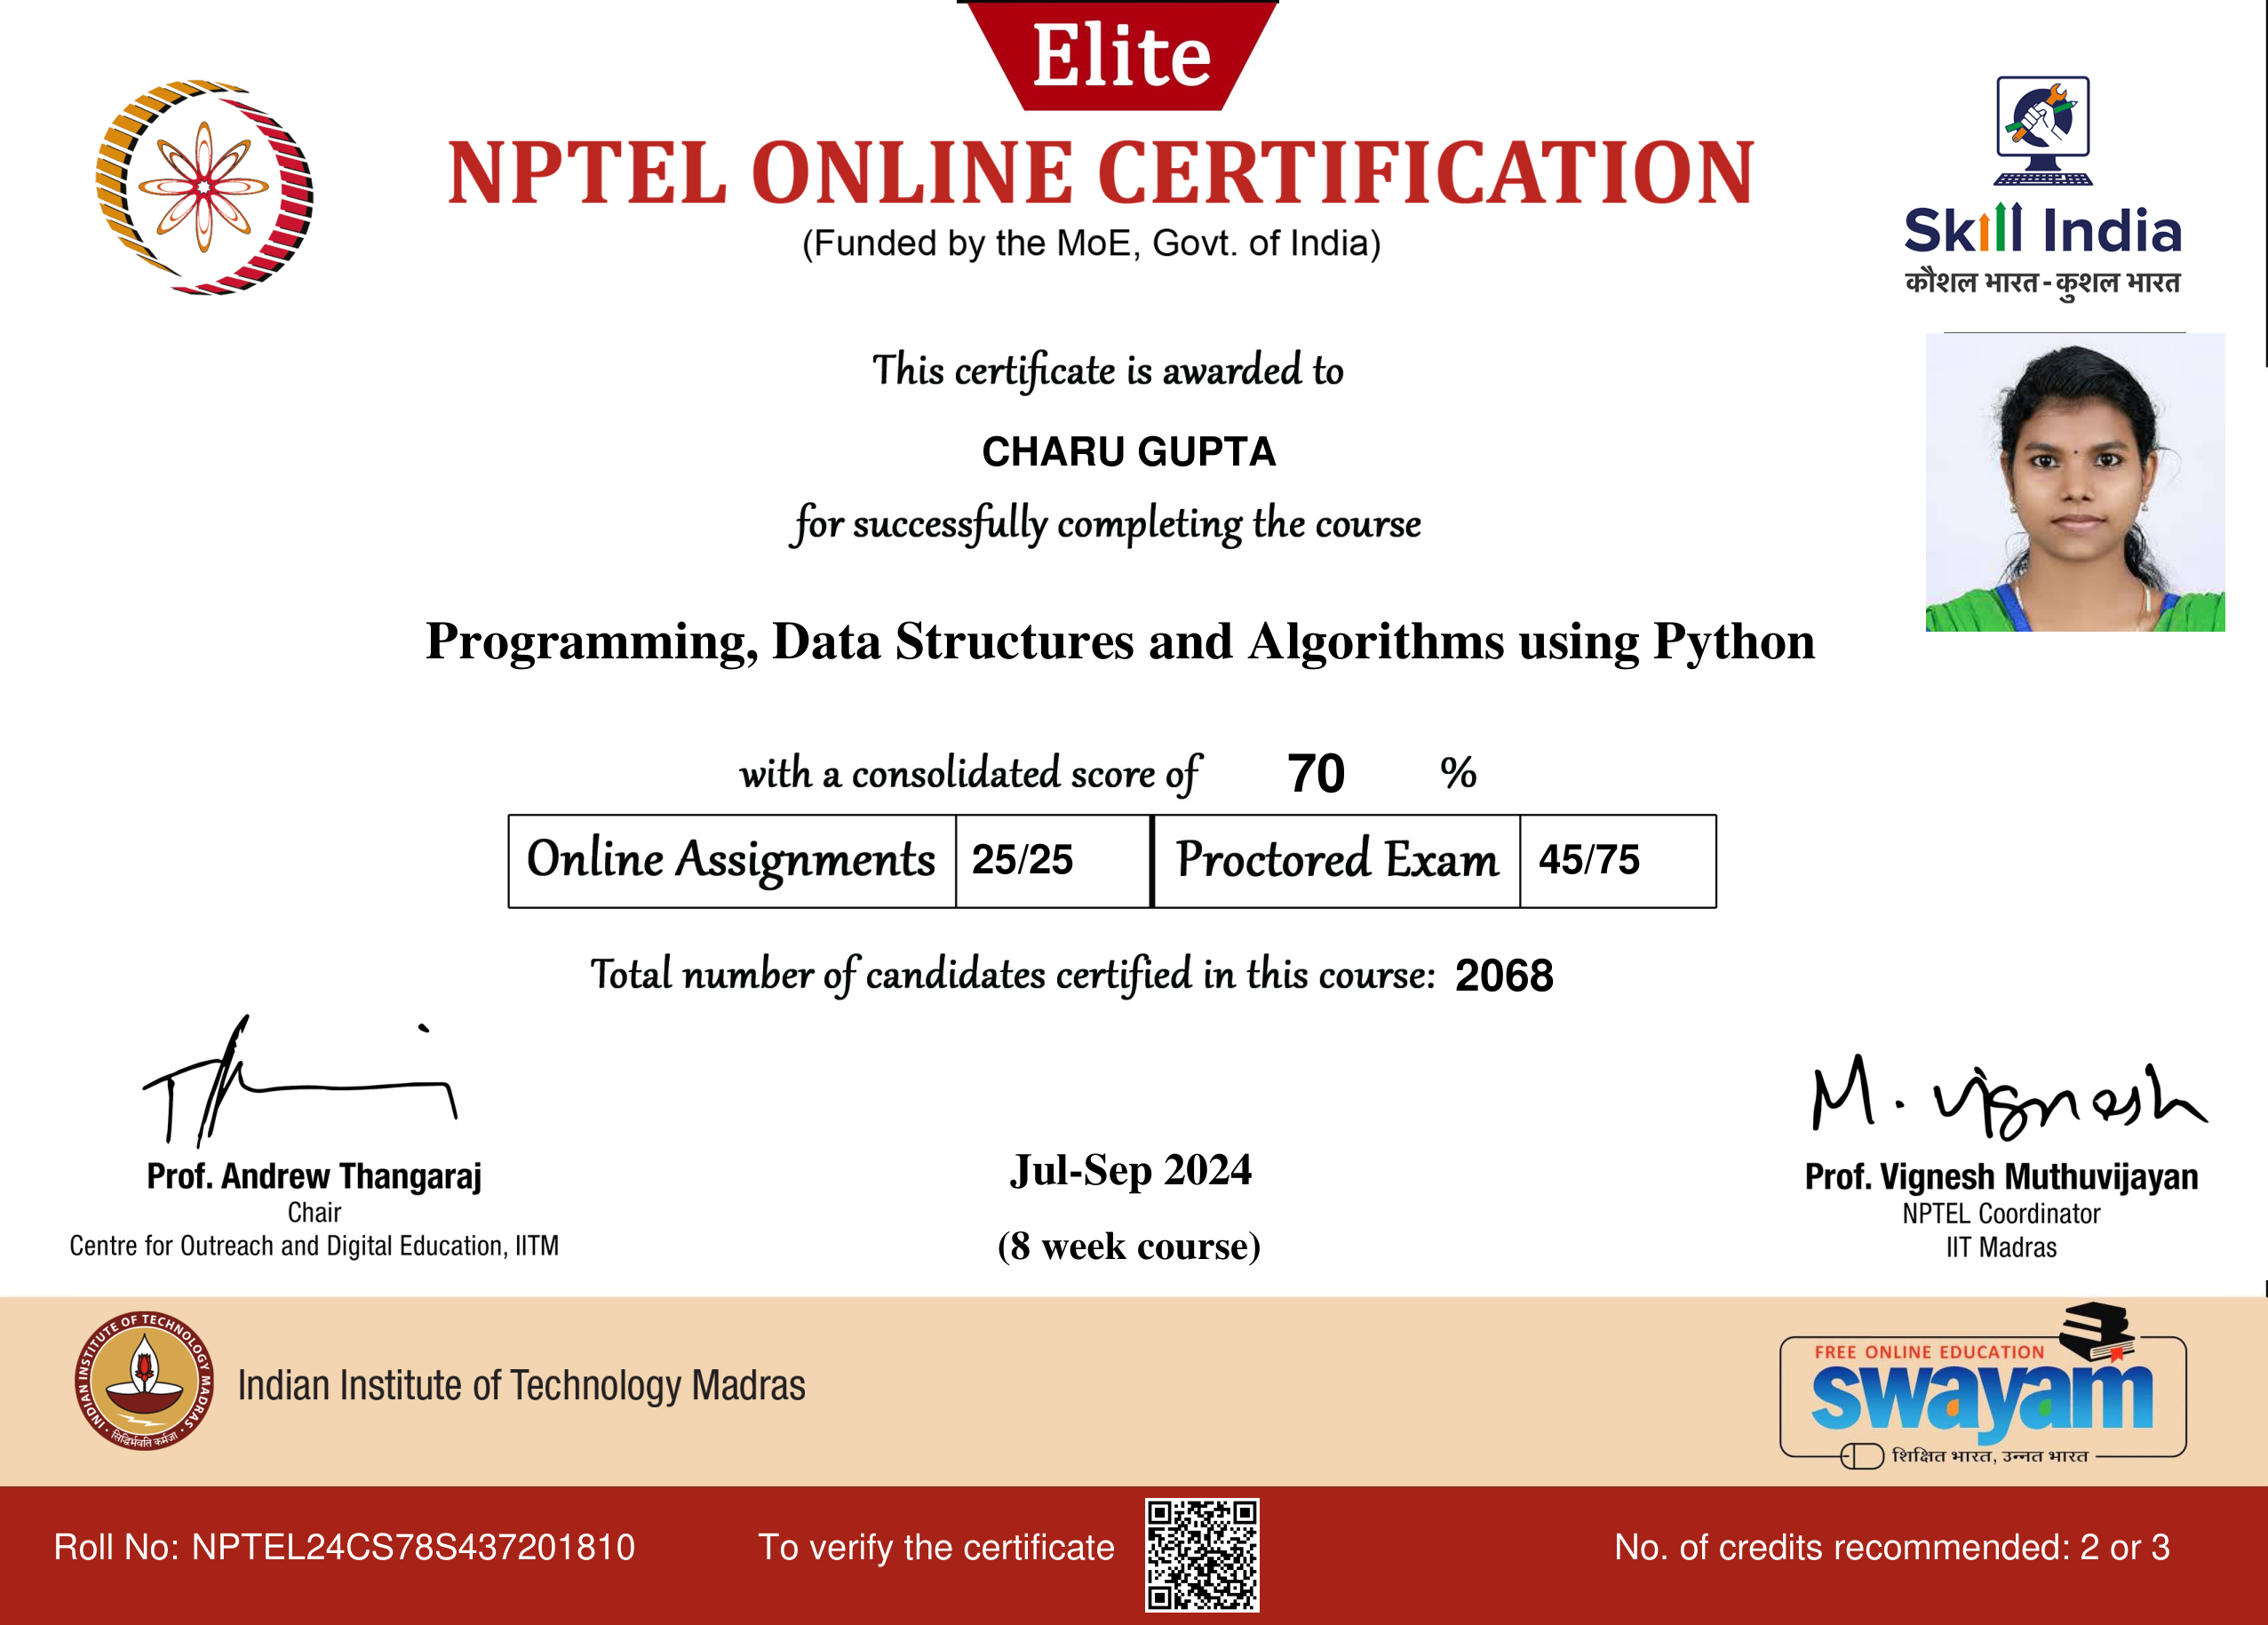 Elite
NPTEL ONLINE CERTIFICATION
(Funded by the MoE, Govt. of India)
Skill India
कौशल भारत - कुशल भारत
This certificate is awarded to
CHARU GUPTA
for successfully completing the course
Programming, Data Structures and Algorithms using Python
with a consolidated score of 70 %
Online Assignments 25/25 Proctored Exam 45/75
Total number of candidates certified in this course: 2068
M. Vignesh
Prof. Andrew Thangaraj
Chair
Centre for Outreach and Digital Education, IITM
Jul-Sep 2024
(8 week course)
Prof. Vignesh Muthuvijayan
NPTEL Coordinator
IIT Madras
INDIAN INSTITUTE OF TECHNOLOGY MADRAS
सिद्धिर्भवति कर्मजा
Indian Institute of Technology Madras
FREE ONLINE EDUCATION
swayam
शिक्षित भारत, उन्नत भारत
Roll No: NPTEL24CS78S437201810
To verify the certificate
No. of credits recommended: 2 or 3